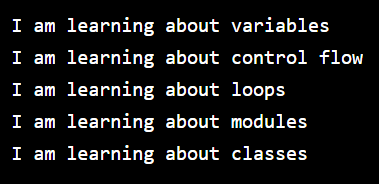 I am learning about variables
I am learning about control flow
I am learning about loops
I am learning about modules
I am learning about classes